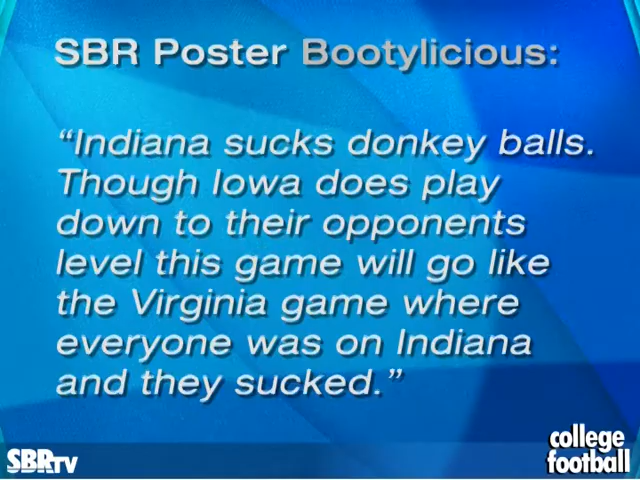 SBR Poster Bootylicious:
“Indiana sucks donkey balls.
Though Iowa does play
down to their opponents
level this game will go like
the Virginia game where
everyone was on Indiana
and they sucked.”
SBRTV
college
football